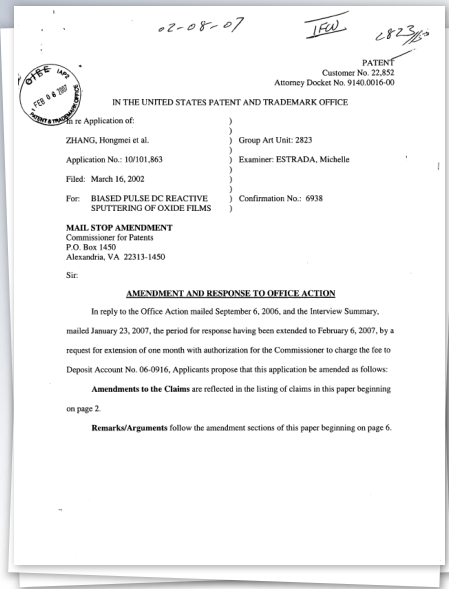 02-08-07
IFW
2823
PATENT
Customer No. 22,852
Attorney Docket No. 9140.0016-00
OIPE IAP2
FEB 06 2007
PATENT & TRADEMARK OFFICE
IN THE UNITED STATES PATENT AND TRADEMARK OFFICE
In re Application of: )
)
ZHANG, Hongmei et al. ) Group Art Unit: 2823
)
Application No.: 10/101,863 ) Examiner: ESTRADA, Michelle
)
Filed: March 16, 2002 )
)
For: BIASED PULSE DC REACTIVE ) Confirmation No.: 6938
SPUTTERING OF OXIDE FILMS )
MAIL STOP AMENDMENT
Commissioner for Patents
P.O. Box 1450
Alexandria, VA 22313-1450
Sir:
AMENDMENT AND RESPONSE TO OFFICE ACTION
In reply to the Office Action mailed September 6, 2006, and the Interview Summary,
mailed January 23, 2007, the period for response having been extended to February 6, 2007, by a
request for extension of one month with authorization for the Commissioner to charge the fee to
Deposit Account No. 06-0916, Applicants propose that this application be amended as follows:
Amendments to the Claims are reflected in the listing of claims in this paper beginning
on page 2.
Remarks/Arguments follow the amendment sections of this paper beginning on page 6.